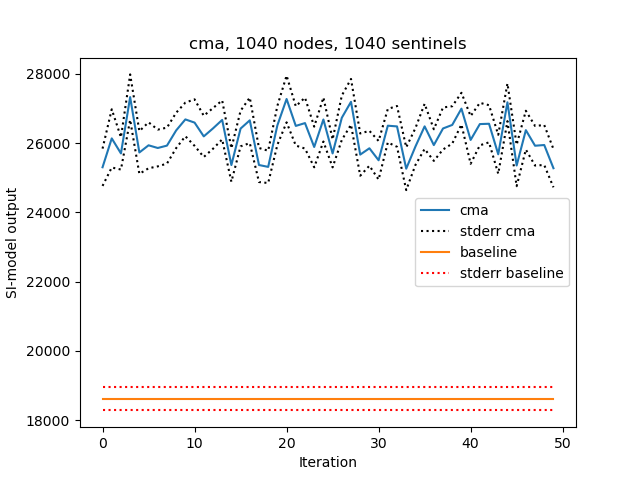 cma, 1040 nodes, 1040 sentinels
SI-model output
28000
26000
24000
22000
20000
18000
cma
stderr cma
baseline
stderr baseline
0 10 20 30 40 50
Iteration